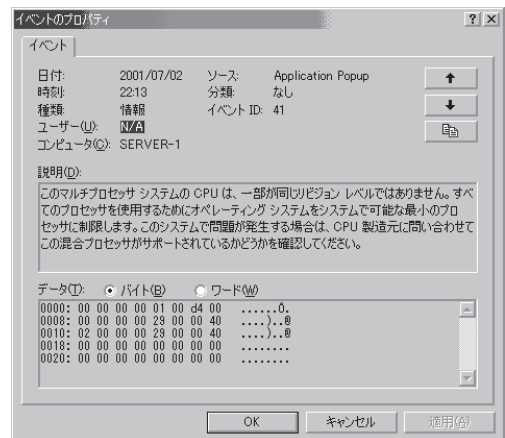 イベントのプロパティ
イベント
日付: 2001/07/02 ソース: Application Popup
時刻: 22:13 分類: なし
種類: 情報 イベント ID: 41
ユーザー(U): N/A
コンピュータ(C): SERVER-1
説明(D):
このマルチプロセッサ システムの CPU は、一部が同じリビジョン レベルではありません。すべ
てのプロセッサを使用するためにオペレーティング システムをシステムで可能な最小のプロ
セッサに制限します。このシステムで問題が発生する場合は、CPU 製造元に問い合わせて
この混合プロセッサがサポートされているかどうかを確認してください。
データ(T): バイト(B) ワード(W)
0000: 00 00 00 00 01 00 d4 00 ......Ô.
0008: 00 00 00 00 29 00 00 40 ....)..@
0010: 02 00 00 00 29 00 00 40 ....)..@
0018: 00 00 00 00 00 00 00 00 ........
0020: 00 00 00 00 00 00 00 00 ........
OK キャンセル 適用(A)